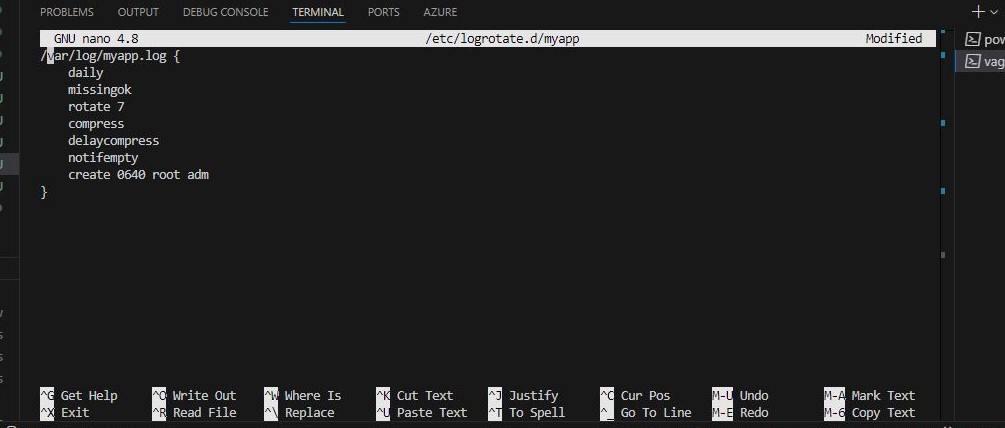 PROBLEMS OUTPUT DEBUG CONSOLE TERMINAL PORTS AZURE
GNU nano 4.8 /etc/logrotate.d/myapp Modified
/var/log/myapp.log {
daily
missingok
rotate 7
compress
delaycompress
notifempty
create 0640 root adm
}
^G Get Help ^O Write Out ^W Where Is ^K Cut Text ^J Justify ^C Cur Pos M-U Undo M-A Mark Text
^X Exit ^R Read File ^\ Replace ^U Paste Text ^T To Spell ^_ Go To Line M-E Redo M-6 Copy Text
pow
vag